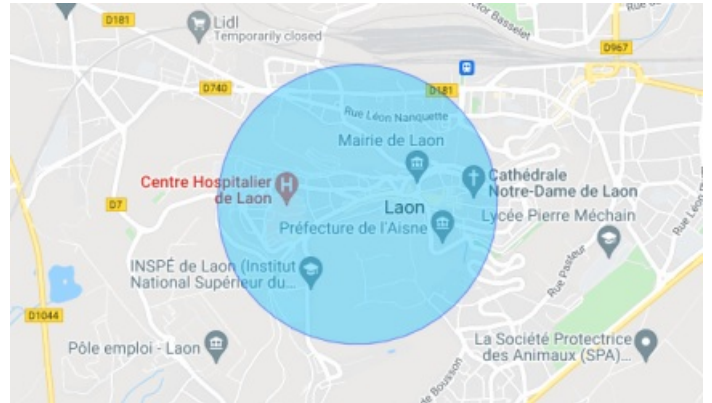 D181
Lidl
Temporarily closed
D967
D740
D181
Rue Léon Nanquette
Mairie de Laon
Centre Hospitalier
de Laon
Cathédrale
Notre-Dame de Laon
D7
Laon
Lycée Pierre Méchain
Préfecture de l'Aisne
INSPÉ de Laon (Institut
National Supérieur du...
Rue Pasteur
D1044
Pôle emploi - Laon
La Société Protectrice
des Animaux (SPA)...
de Bousson